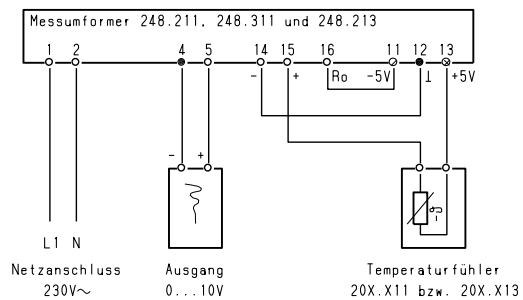 Messumformer 248.211, 248.311 und 248.213
1 2 4 5 14 15 16 11 12 13
- + Ro -5V ⊥ +5V
- +
ϑ
L1 N
Netzanschluss Ausgang Temperaturfühler
230V~ 0...10V 20X.X11 bzw. 20X.X13